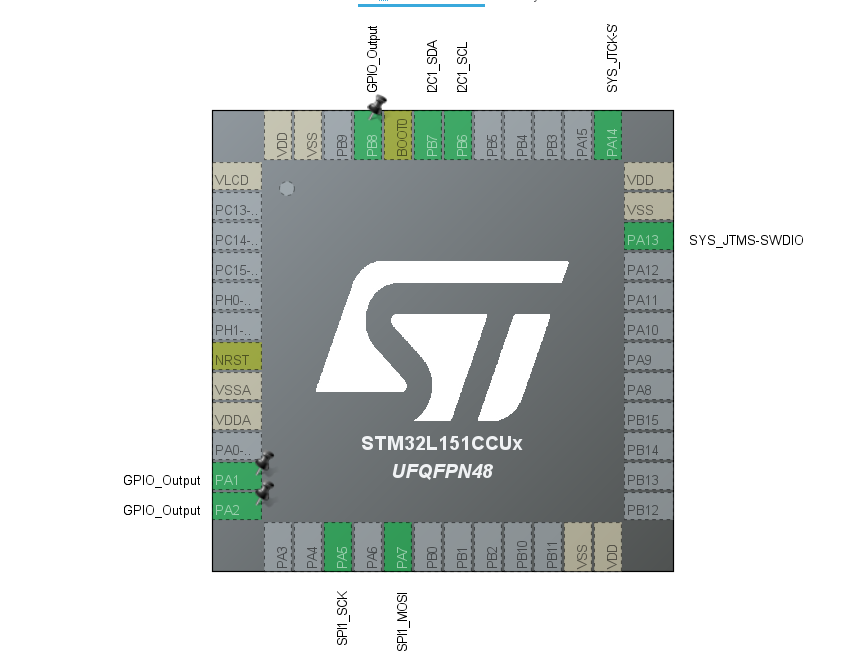 GPIO_Output
I2C1_SDA
I2C1_SCL
SYS_JTCK-S
VDD
VSS
PB9
PB8
BOOT0
PB7
PB6
PB5
PB4
PB3
PA15
PA14
VLCD
PC13-..
PC14-..
PC15-..
PH0-..
PH1-..
NRST
VSSA
VDDA
PA0-..
GPIO_Output PA1
GPIO_Output PA2
VDD
VSS
PA13 SYS_JTMS-SWDIO
PA12
PA11
PA10
PA9
PA8
PB15
PB14
PB13
PB12
ST
STM32L151CCUx
UFQFPN48
PA3
PA4
PA5
PA6
PA7
PB0
PB1
PB2
PB10
PB11
VSS
VDD
SPI1_SCK
SPI1_MOSI